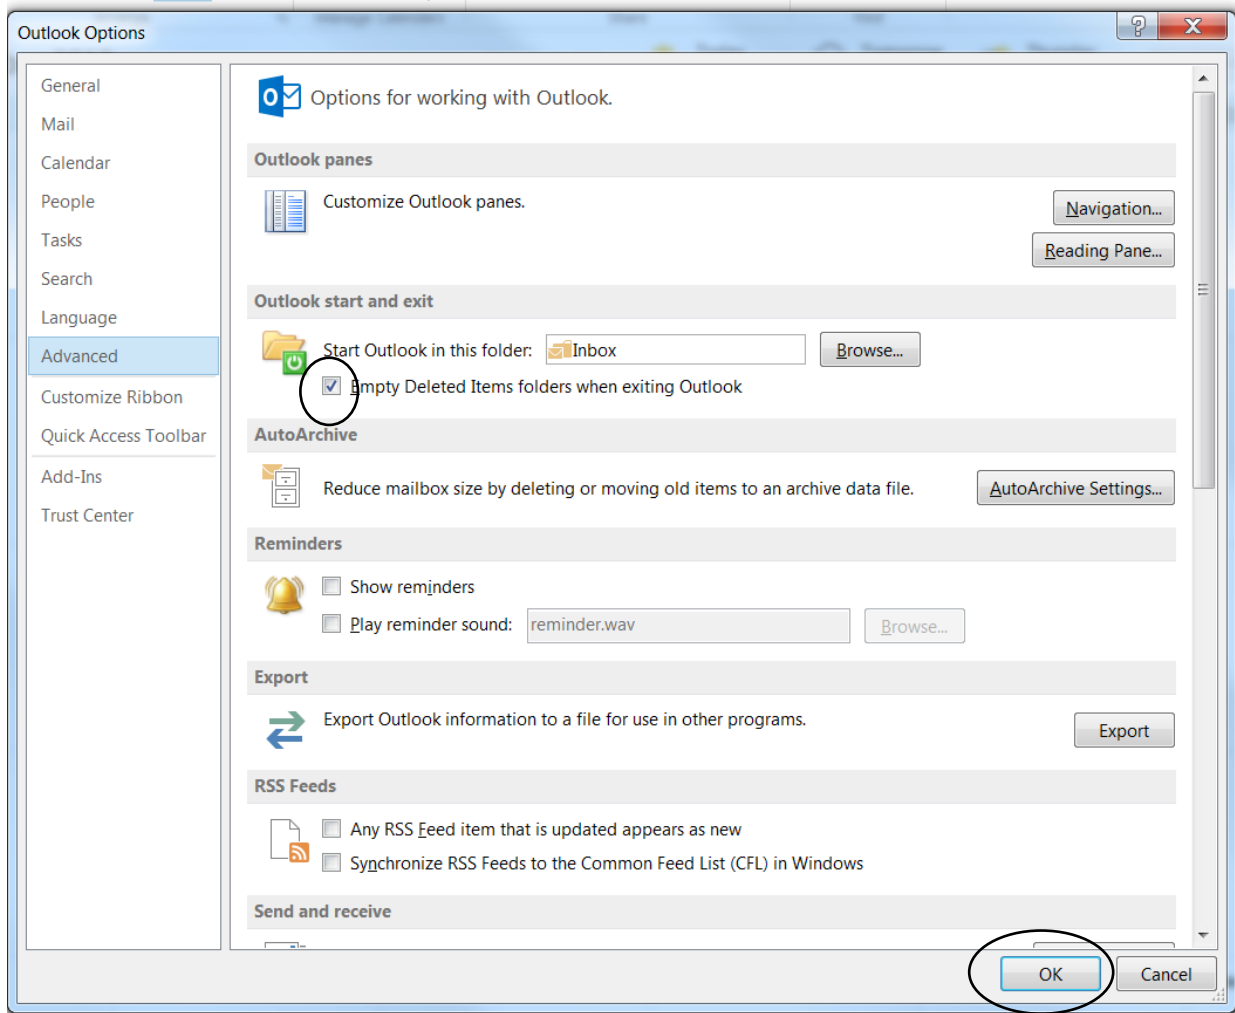 Outlook Options
General
Mail
Calendar
People
Tasks
Search
Language
Advanced
Customize Ribbon
Quick Access Toolbar
Add-Ins
Trust Center
Options for working with Outlook.
Outlook panes
Customize Outlook panes.
Navigation...
Reading Pane...
Outlook start and exit
Start Outlook in this folder: Inbox Browse...
Empty Deleted Items folders when exiting Outlook
AutoArchive
Reduce mailbox size by deleting or moving old items to an archive data file. AutoArchive Settings...
Reminders
Show reminders
Play reminder sound: reminder.wav Browse...
Export
Export Outlook information to a file for use in other programs. Export
RSS Feeds
Any RSS Feed item that is updated appears as new
Synchronize RSS Feeds to the Common Feed List (CFL) in Windows
Send and receive
OK Cancel